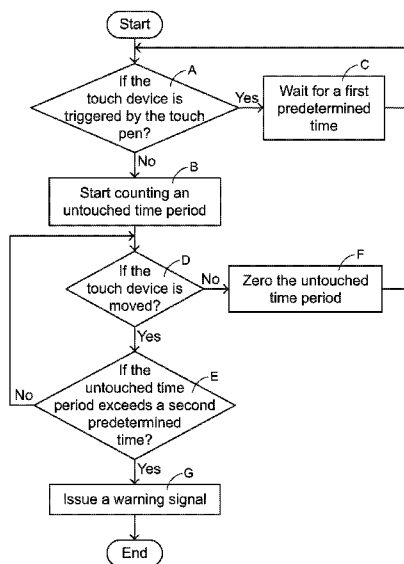 Start
A
If the
touch device is
triggered by the touch
pen?
Yes
C
Wait for a first
predetermined
time
No
B
Start counting an
untouched time period
D
If the
touch device is
moved?
No
F
Zero the untouched
time period
Yes
No
E
If the
untouched time
period exceeds a second
predetermined
time?
Yes
G
Issue a warning signal
End